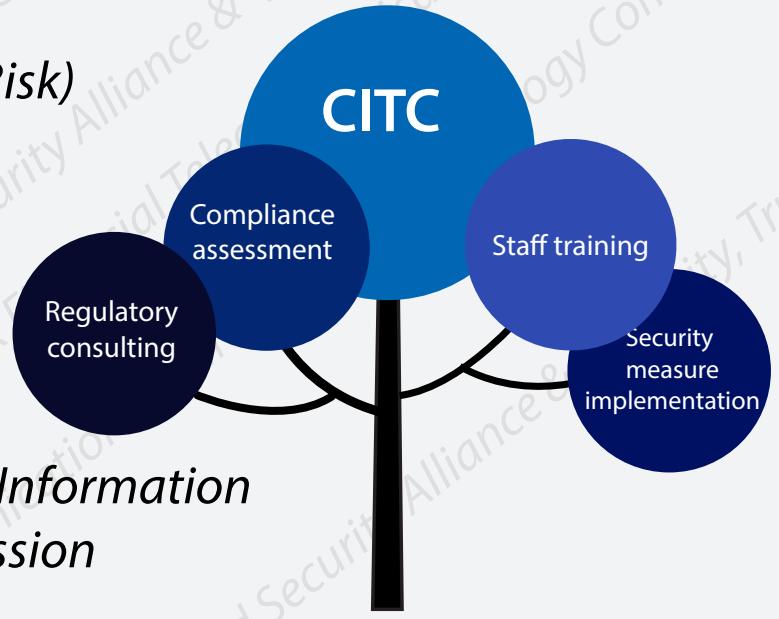 Risk)
CITC
Compliance
assessment
Staff training
Regulatory
consulting
Security
measure
implementation
Information
ssion